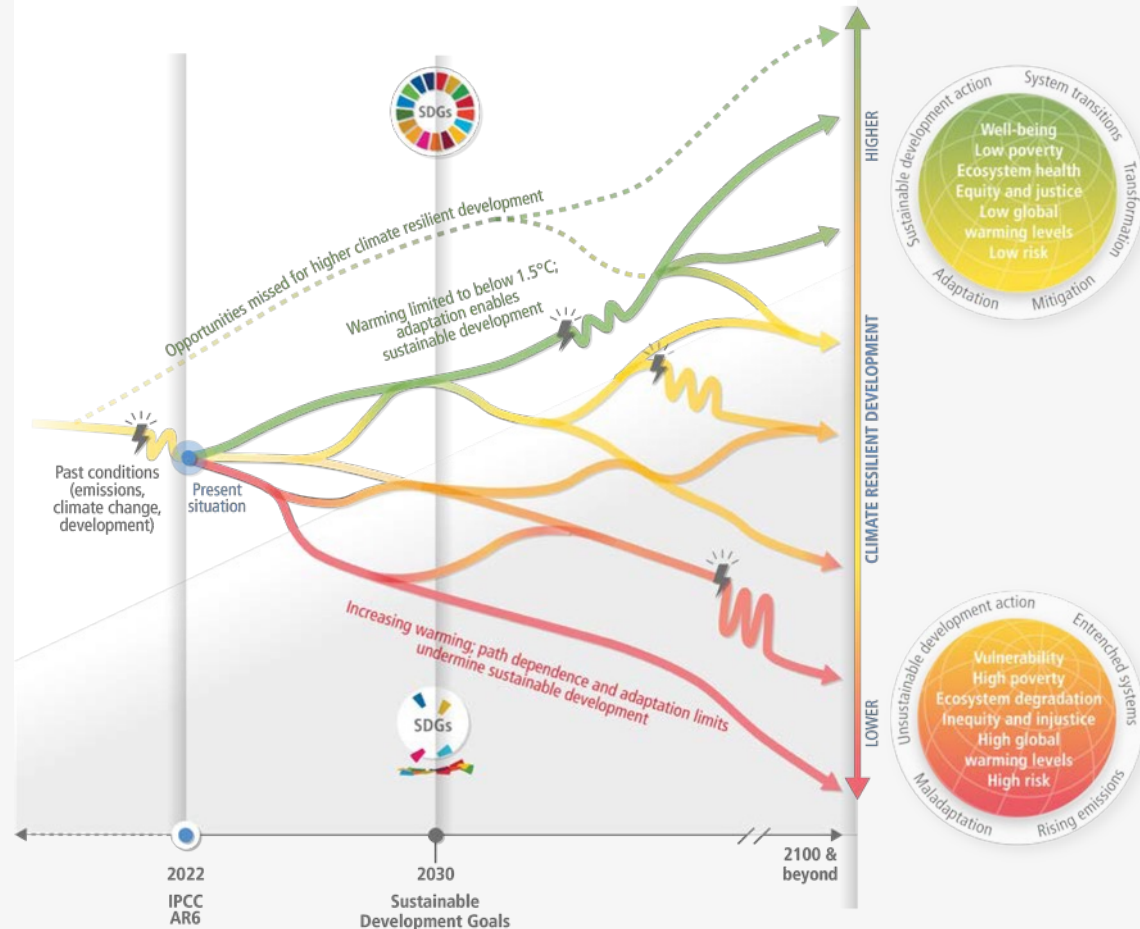 SDGs
Opportunities missed for higher climate resilient development
Warming limited to below 1.5°C;
adaptation enables
sustainable development
Past conditions
(emissions,
climate change,
development)
Present
situation
Increasing warming; path dependence and adaptation limits
undermine sustainable development
SDGs
2022
IPCC
AR6
2030
Sustainable
Development Goals
2100 &
beyond
HIGHER
CLIMATE RESILIENT DEVELOPMENT
LOWER
Sustainable development action
System transitions
Transformation
Mitigation
Adaptation
Well-being
Low poverty
Ecosystem health
Equity and justice
Low global
warming levels
Low risk
Unsustainable development action
Entrenched systems
Rising emissions
Maladaptation
Vulnerability
High poverty
Ecosystem degradation
Inequity and injustice
High global
warming levels
High risk